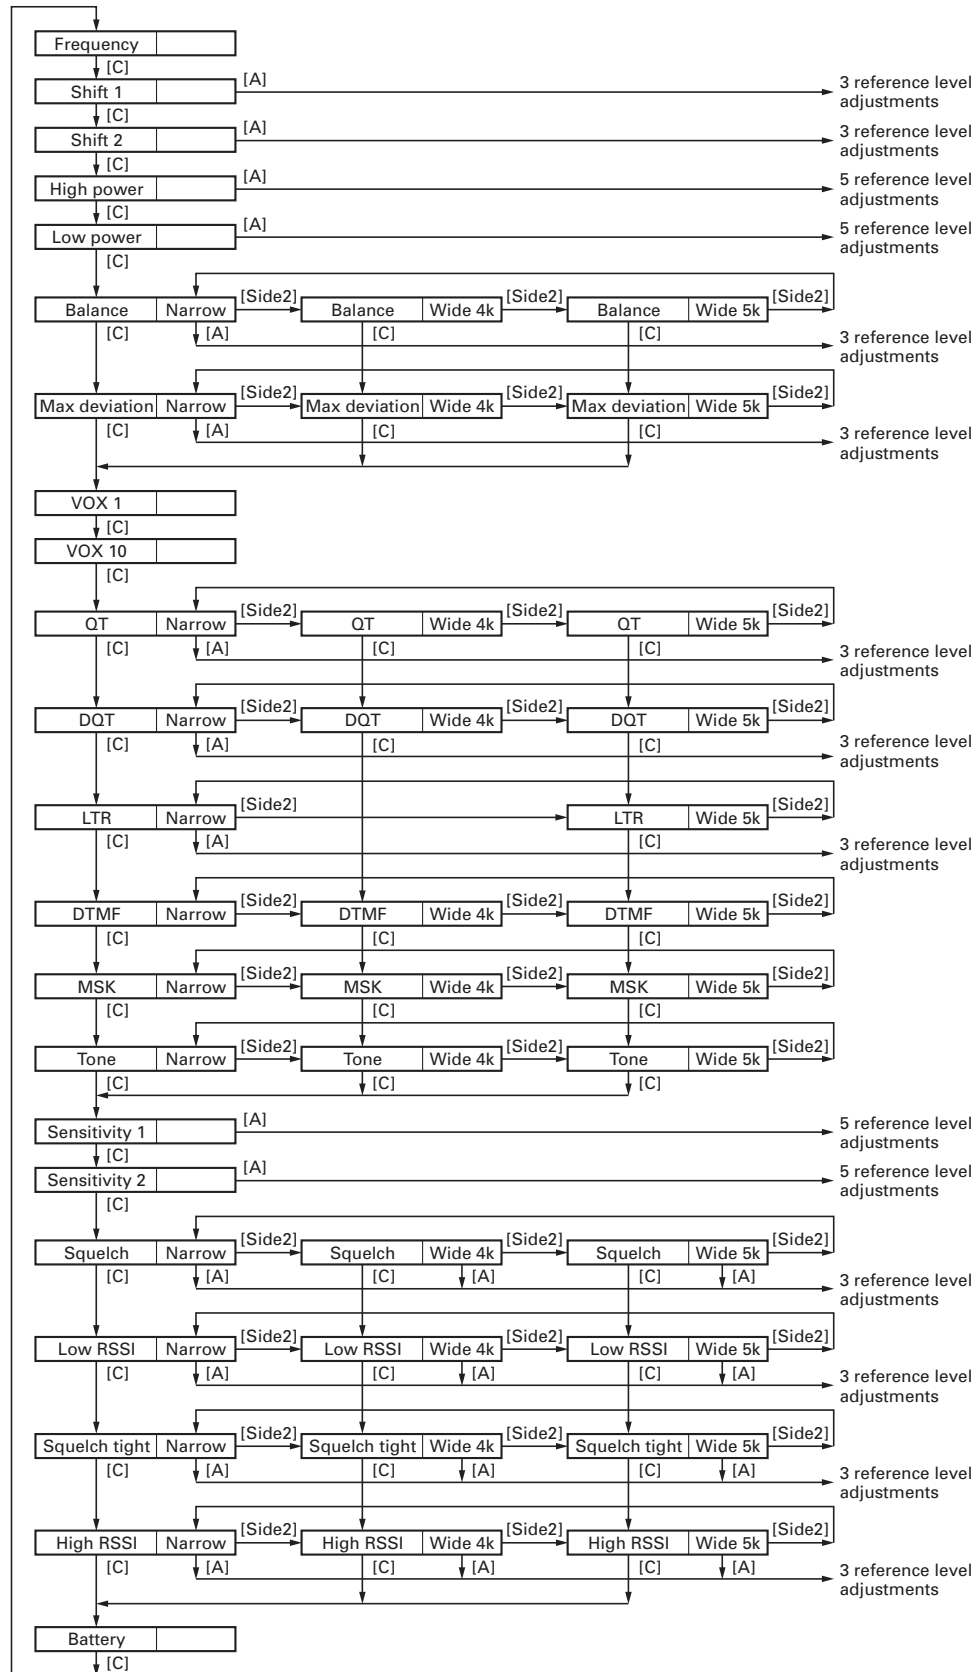 Frequency
[C]
Shift 1
[A]
3 reference level
adjustments
[C]
Shift 2
[A]
3 reference level
adjustments
[C]
High power
[A]
5 reference level
adjustments
[C]
Low power
[A]
5 reference level
adjustments
[C]
Balance Narrow [Side2] Balance Wide 4k [Side2] Balance Wide 5k [Side2]
[C] [A] [C] [C]
3 reference level
adjustments
Max deviation Narrow [Side2] Max deviation Wide 4k [Side2] Max deviation Wide 5k [Side2]
[C] [A] [C] [C]
3 reference level
adjustments
VOX 1
[C]
VOX 10
[C]
QT Narrow [Side2] QT Wide 4k [Side2] QT Wide 5k [Side2]
[C] [A] [C] [C]
3 reference level
adjustments
DQT Narrow [Side2] DQT Wide 4k [Side2] DQT Wide 5k [Side2]
[C] [A] [C] [C]
3 reference level
adjustments
LTR Narrow [Side2] LTR Wide 5k [Side2]
[C] [A] [C]
3 reference level
adjustments
DTMF Narrow [Side2] DTMF Wide 4k [Side2] DTMF Wide 5k [Side2]
[C] [C] [C]
MSK Narrow [Side2] MSK Wide 4k [Side2] MSK Wide 5k [Side2]
[C] [C] [C]
Tone Narrow [Side2] Tone Wide 4k [Side2] Tone Wide 5k [Side2]
[C] [C] [C]
Sensitivity 1
[A]
5 reference level
adjustments
[C]
Sensitivity 2
[A]
5 reference level
adjustments
[C]
Squelch Narrow [Side2] Squelch Wide 4k [Side2] Squelch Wide 5k [Side2]
[C] [A] [C] [A] [C] [A]
3 reference level
adjustments
Low RSSI Narrow [Side2] Low RSSI Wide 4k [Side2] Low RSSI Wide 5k [Side2]
[C] [A] [C] [A] [C] [A]
3 reference level
adjustments
Squelch tight Narrow [Side2] Squelch tight Wide 4k [Side2] Squelch tight Wide 5k [Side2]
[C] [A] [C] [A] [C] [A]
3 reference level
adjustments
High RSSI Narrow [Side2] High RSSI Wide 4k [Side2] High RSSI Wide 5k [Side2]
[C] [A] [C] [A] [C] [A]
3 reference level
adjustments
Battery
[C]